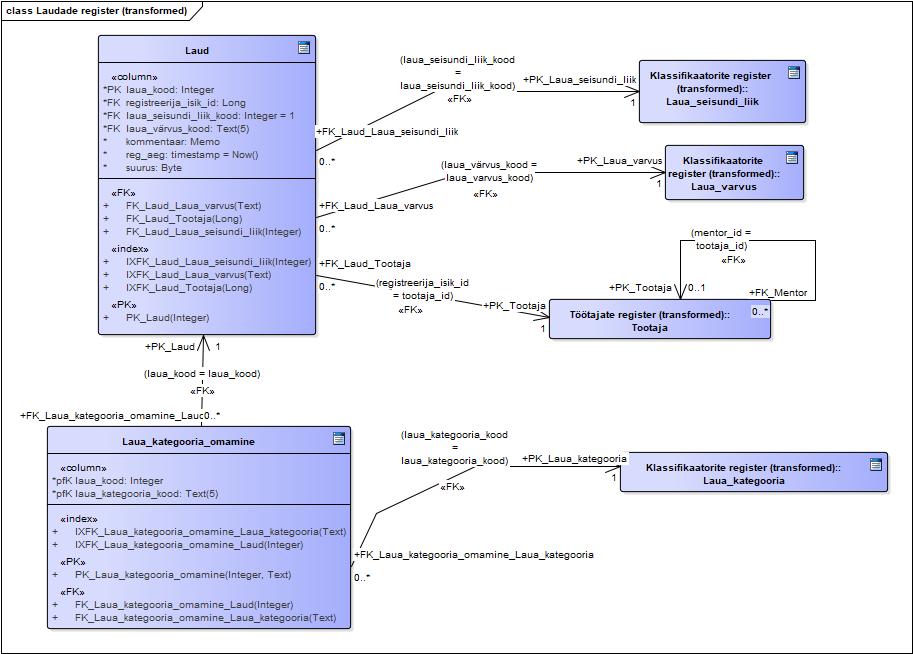 class Laudade register (transformed)
Laud
«column»
*PK laua_kood: Integer
*FK registreerija_isik_id: Long
*FK laua_seisundi_liik_kood: Integer = 1
*FK laua_värvus_kood: Text(5)
* kommentaar: Memo
* reg_aeg: timestamp = Now()
* suurus: Byte
«FK»
+ FK_Laud_Laua_varvus(Text)
+ FK_Laud_Tootaja(Long)
+ FK_Laud_Laua_seisundi_liik(Integer)
«index»
+ IXFK_Laud_Laua_seisundi_liik(Integer)
+ IXFK_Laud_Laua_varvus(Text)
+ IXFK_Laud_Tootaja(Long)
«PK»
+ PK_Laud(Integer)
(laua_seisundi_liik_kood
=
laua_seisundi_liik_kood)
«FK»
+PK_Laua_seisundi_liik
1
+FK_Laud_Laua_seisundi_liik
0..*
Klassifikaatorite register
(transformed)::
Laua_seisundi_liik
(laua_värvus_kood =
laua_varvus_kood)
«FK»
+PK_Laua_varvus
1
+FK_Laud_Laua_varvus
0..*
Klassifikaatorite
register (transformed)::
Laua_varvus
+FK_Laud_Tootaja
0..*
(registreerija_isik_id
= tootaja_id)
«FK»
+PK_Tootaja
1
(mentor_id =
tootaja_id)
«FK»
+PK_Tootaja
0..1
+FK_Mentor
0..*
Töötajate register (transformed)::
Tootaja
+PK_Laud
1
(laua_kood = laua_kood)
«FK»
+FK_Laua_kategooria_omamine_Laud
0..*
Laua_kategooria_omamine
«column»
*pfK laua_kood: Integer
*pfK laua_kategooria_kood: Text(5)
«index»
+ IXFK_Laua_kategooria_omamine_Laua_kategooria(Text)
+ IXFK_Laua_kategooria_omamine_Laud(Integer)
«PK»
+ PK_Laua_kategooria_omamine(Integer, Text)
«FK»
+ FK_Laua_kategooria_omamine_Laud(Integer)
+ FK_Laua_kategooria_omamine_Laua_kategooria(Text)
(laua_kategooria_kood
=
laua_kategooria_kood)
«FK»
+PK_Laua_kategooria
1
+FK_Laua_kategooria_omamine_Laua_kategooria
0..*
Klassifikaatorite register (transformed)::
Laua_kategooria